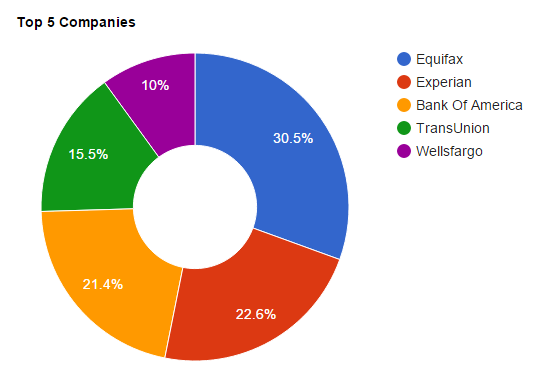 Top 5 Companies
Equifax
Experian
Bank Of America
TransUnion
Wellsfargo
30.5%
22.6%
21.4%
15.5%
10%